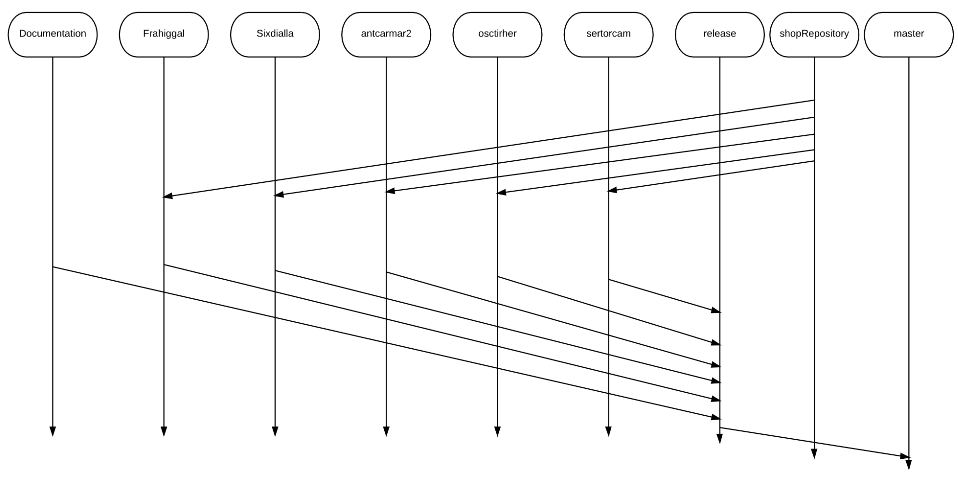 Documentation
Frahiggal
Sixdialla
antcarmar2
osctirher
sertorcam
release
shopRepository
master